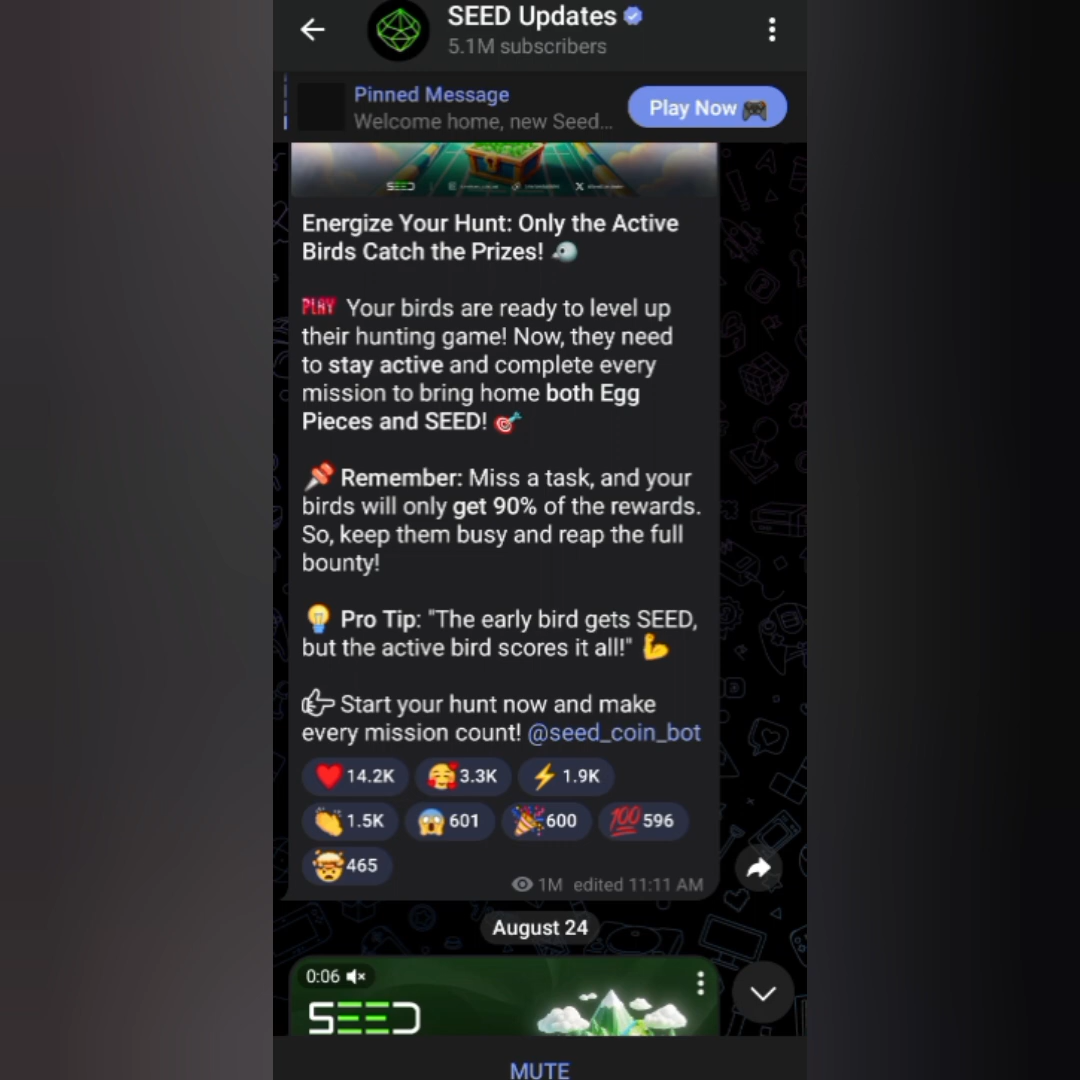 SEED Updates
5.1M subscribers
Pinned Message
Welcome home, new Seed...
Play Now 🎮
SEED
Energize Your Hunt: Only the Active
Birds Catch the Prizes! 🐦
PLAY Your birds are ready to level up
their hunting game! Now, they need
to stay active and complete every
mission to bring home both Egg
Pieces and SEED! 🎯
📌 Remember: Miss a task, and your
birds will only get 90% of the rewards.
So, keep them busy and reap the full
bounty!
💡 Pro Tip: "The early bird gets SEED,
but the active bird scores it all!" 💪
👉 Start your hunt now and make
every mission count! @seed_coin_bot
❤️ 14.2K 🥰 3.3K ⚡ 1.9K
👏 1.5K 😱 601 🎉 600 💯 596
🤯 465
1M edited 11:11 AM
August 24
0:06
SEED
MUTE